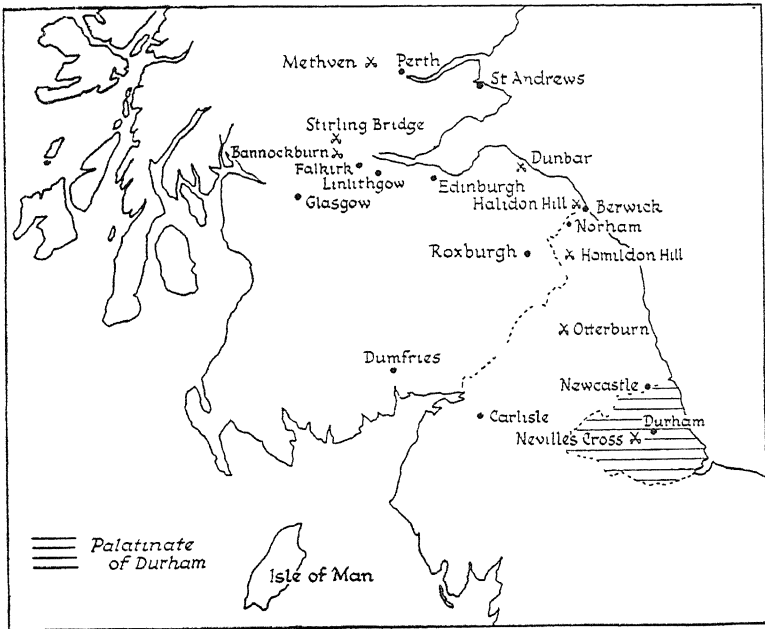 Methven
Perth
St Andrews
Stirling Bridge
Bannockburn
Falkirk
Linlithgow
Glasgow
Edinburgh
Dunbar
Halidon Hill
Berwick
Norham
Roxburgh
Homildon Hill
Otterburn
Dumfries
Newcastle
Carlisle
Durham
Neville's Cross
Palatinate
of Durham
Isle of Man